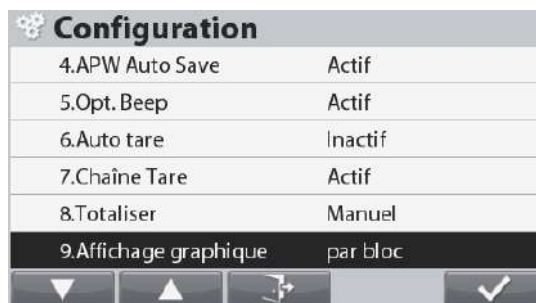 Configuration
4.APW Auto Save Actif
5.Opt. Beep Actif
6.Auto tare Inactif
7.Chaîne Tare Actif
8.Totaliser Manuel
9.Affichage graphique par bloc